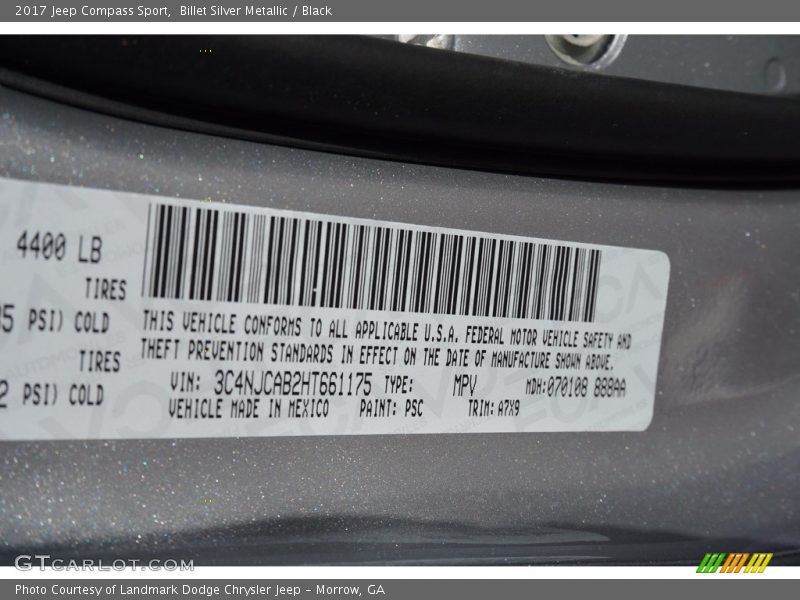 2017 Jeep Compass Sport, Billet Silver Metallic / Black
4400 LB
TIRES
5 PSI) COLD
TIRES
2 PSI) COLD
THIS VEHICLE CONFORMS TO ALL APPLICABLE U.S.A. FEDERAL MOTOR VEHICLE SAFETY AND
THEFT PREVENTION STANDARDS IN EFFECT ON THE DATE OF MANUFACTURE SHOWN ABOVE.
VIN: 3C4NJCAB2HT661175 TYPE: MPV MDH:070108 888AA
VEHICLE MADE IN MEXICO PAINT: PSC TRIM: A7X9
GTCARLOT.COM
Photo Courtesy of Landmark Dodge Chrysler Jeep - Morrow, GA